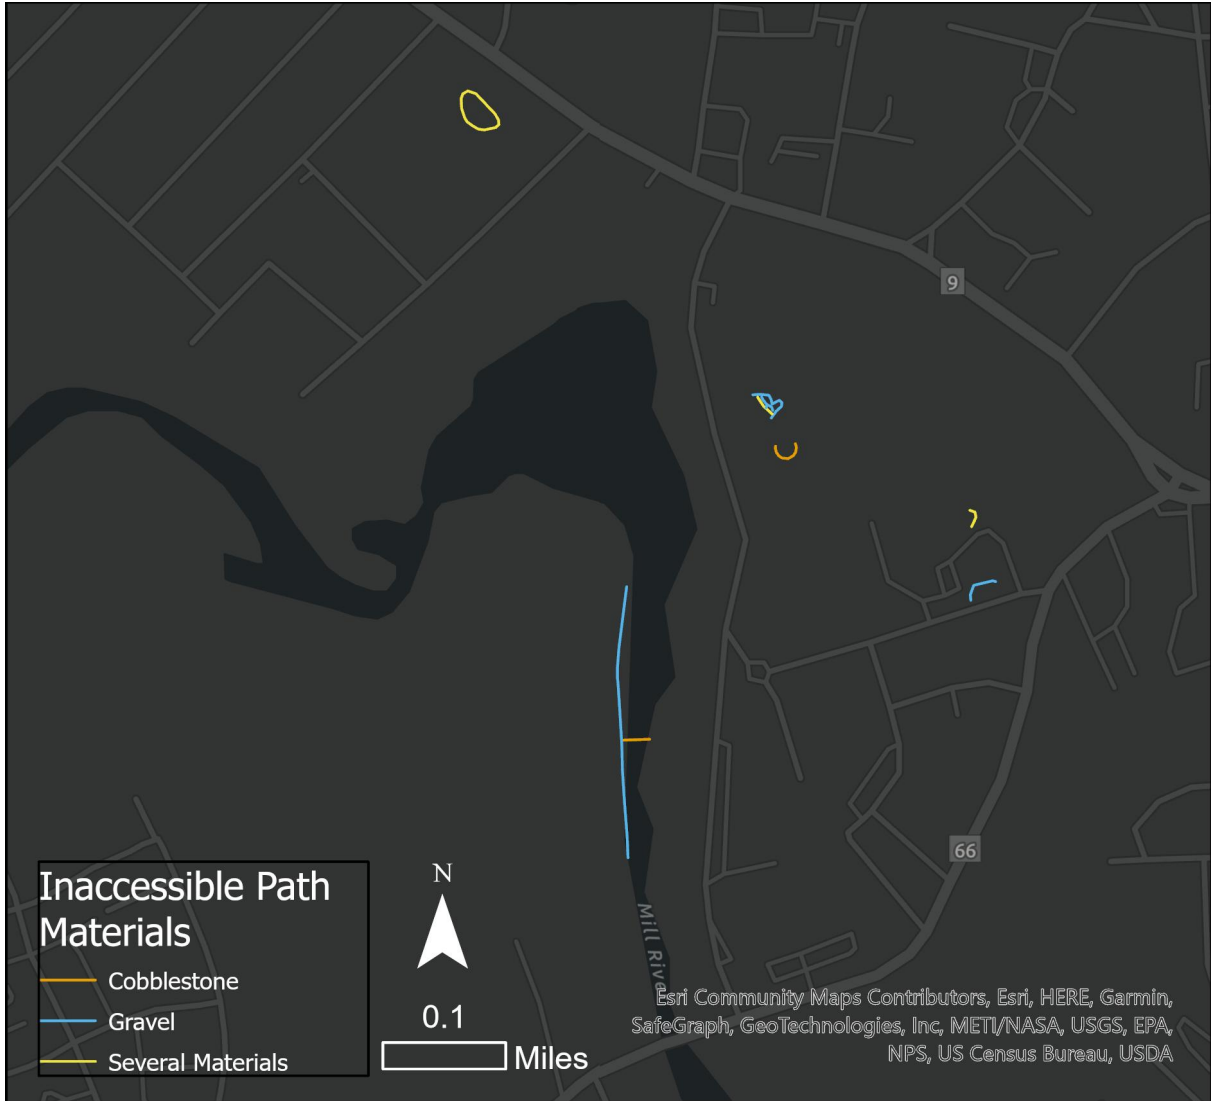 9
66
Mill Rive
Inaccessible Path
Materials
Cobblestone
Gravel
Several Materials
N
0.1
Miles
Esri Community Maps Contributors, Esri, HERE, Garmin,
SafeGraph, GeoTechnologies, Inc, METI/NASA, USGS, EPA,
NPS, US Census Bureau, USDA